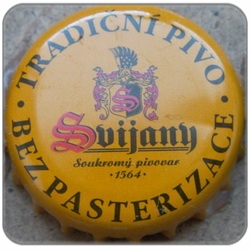 • TRADIČNÍ PIVO •
S
Svijany
Soukromý pivovar
• 1564 •
BEZ PASTERIZACE